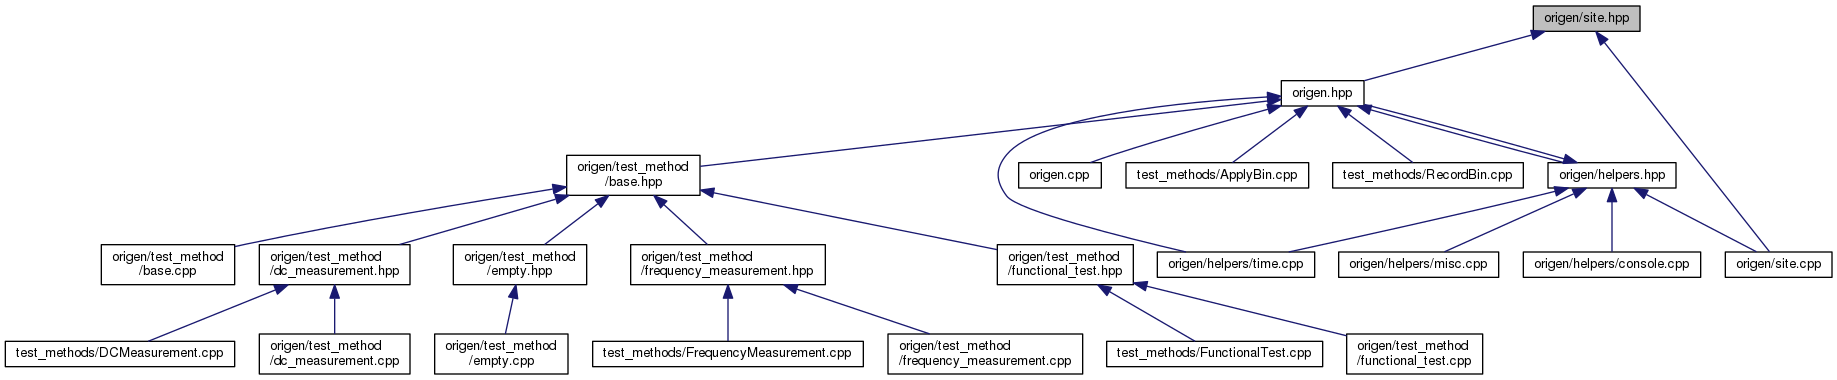 origen/site.hpp
origen.hpp
origen/test_method
/base.hpp
origen.cpp
test_methods/ApplyBin.cpp
test_methods/RecordBin.cpp
origen/helpers.hpp
origen/test_method
/base.cpp
origen/test_method
/dc_measurement.hpp
origen/test_method
/empty.hpp
origen/test_method
/frequency_measurement.hpp
origen/test_method
/functional_test.hpp
origen/helpers/time.cpp
origen/helpers/misc.cpp
origen/helpers/console.cpp
origen/site.cpp
test_methods/DCMeasurement.cpp
origen/test_method
/dc_measurement.cpp
origen/test_method
/empty.cpp
test_methods/FrequencyMeasurement.cpp
origen/test_method
/frequency_measurement.cpp
test_methods/FunctionalTest.cpp
origen/test_method
/functional_test.cpp